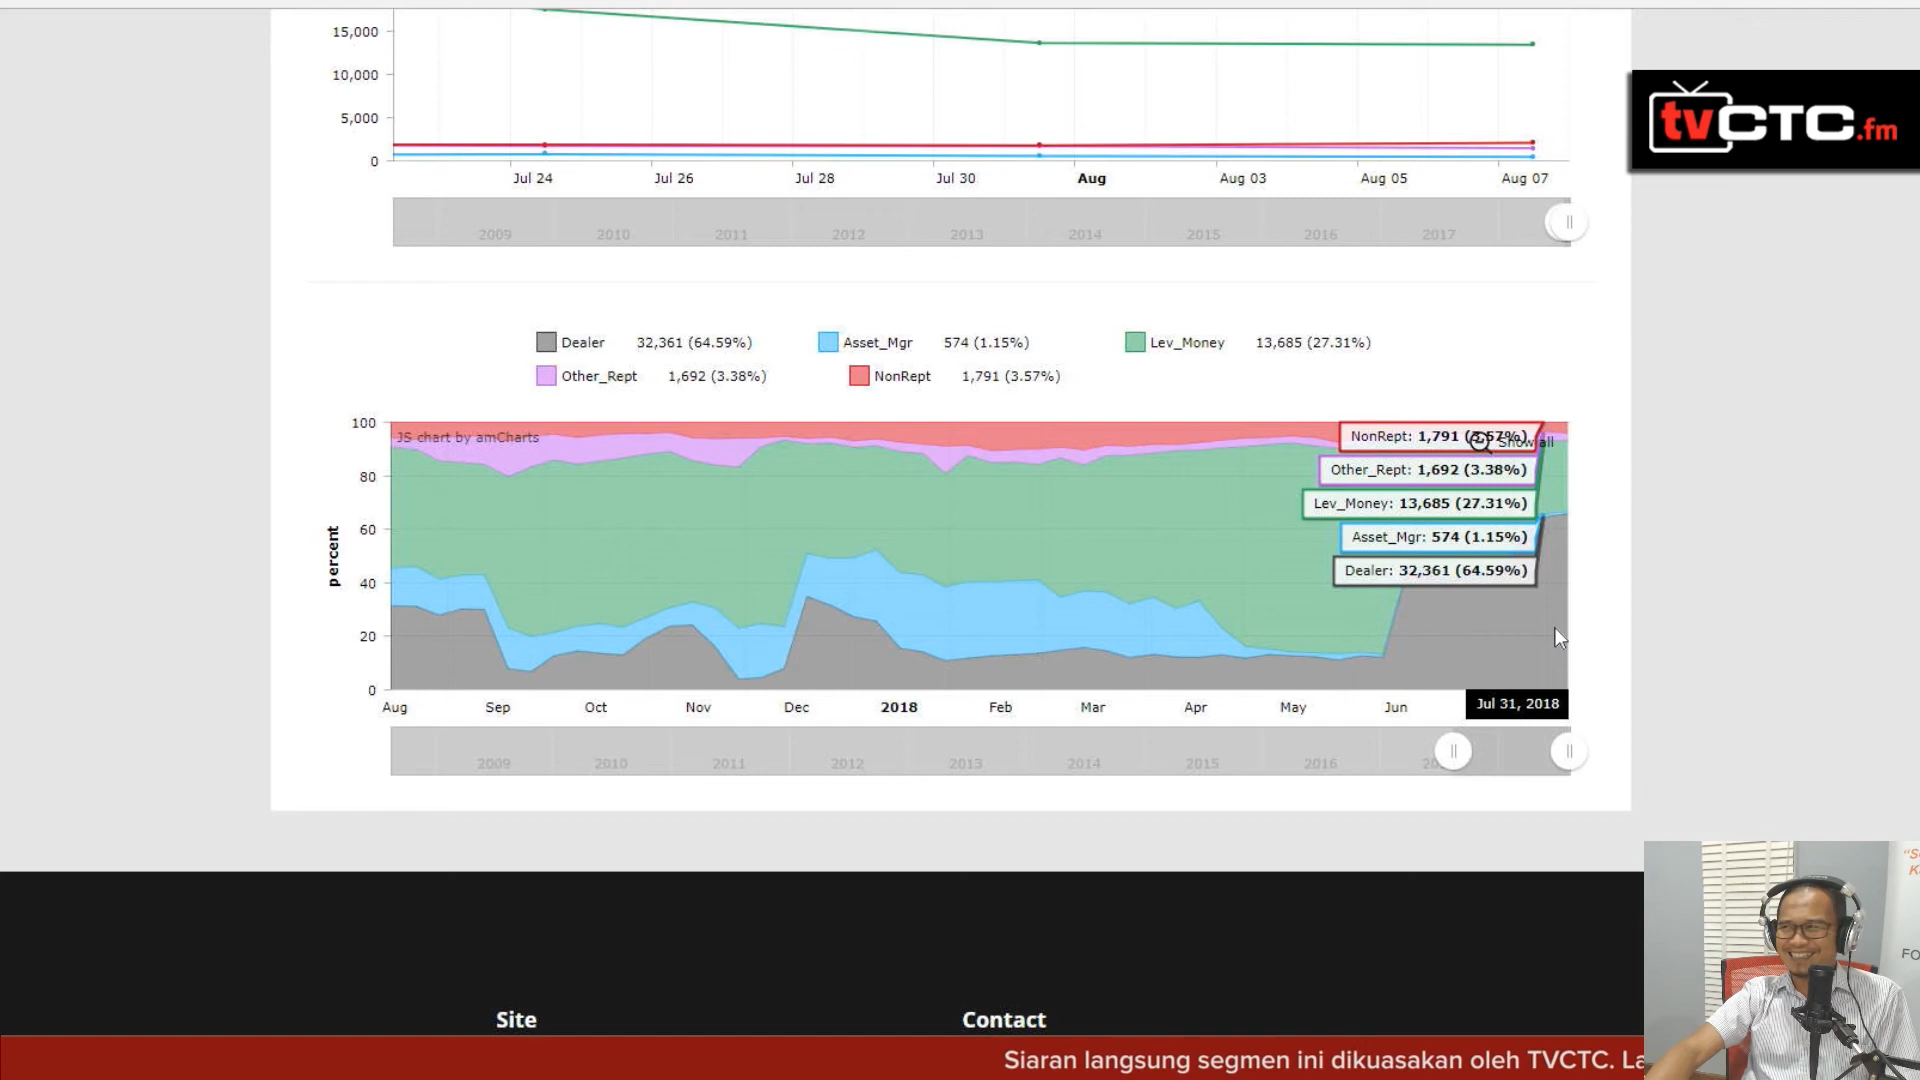 15,000
10,000
5,000
0
Jul 24 Jul 26 Jul 28 Jul 30 Aug Aug 03 Aug 05 Aug 07
2009 2010 2011 2012 2013 2014 2015 2016 2017
tvCTC.fm
Dealer 32,361 (64.59%) Asset_Mgr 574 (1.15%) Lev_Money 13,685 (27.31%)
Other_Rept 1,692 (3.38%) NonRept 1,791 (3.57%)
100
80
60
40
20
0
percent
JS chart by amCharts
Show all
NonRept: 1,791 (3.57%)
Other_Rept: 1,692 (3.38%)
Lev_Money: 13,685 (27.31%)
Asset_Mgr: 574 (1.15%)
Dealer: 32,361 (64.59%)
Aug Sep Oct Nov Dec 2018 Feb Mar Apr May Jun
Jul 31, 2018
2009 2010 2011 2012 2013 2014 2015 2016
FO
Site Contact
Siaran langsung segmen ini dikuasakan oleh TVCTC. La